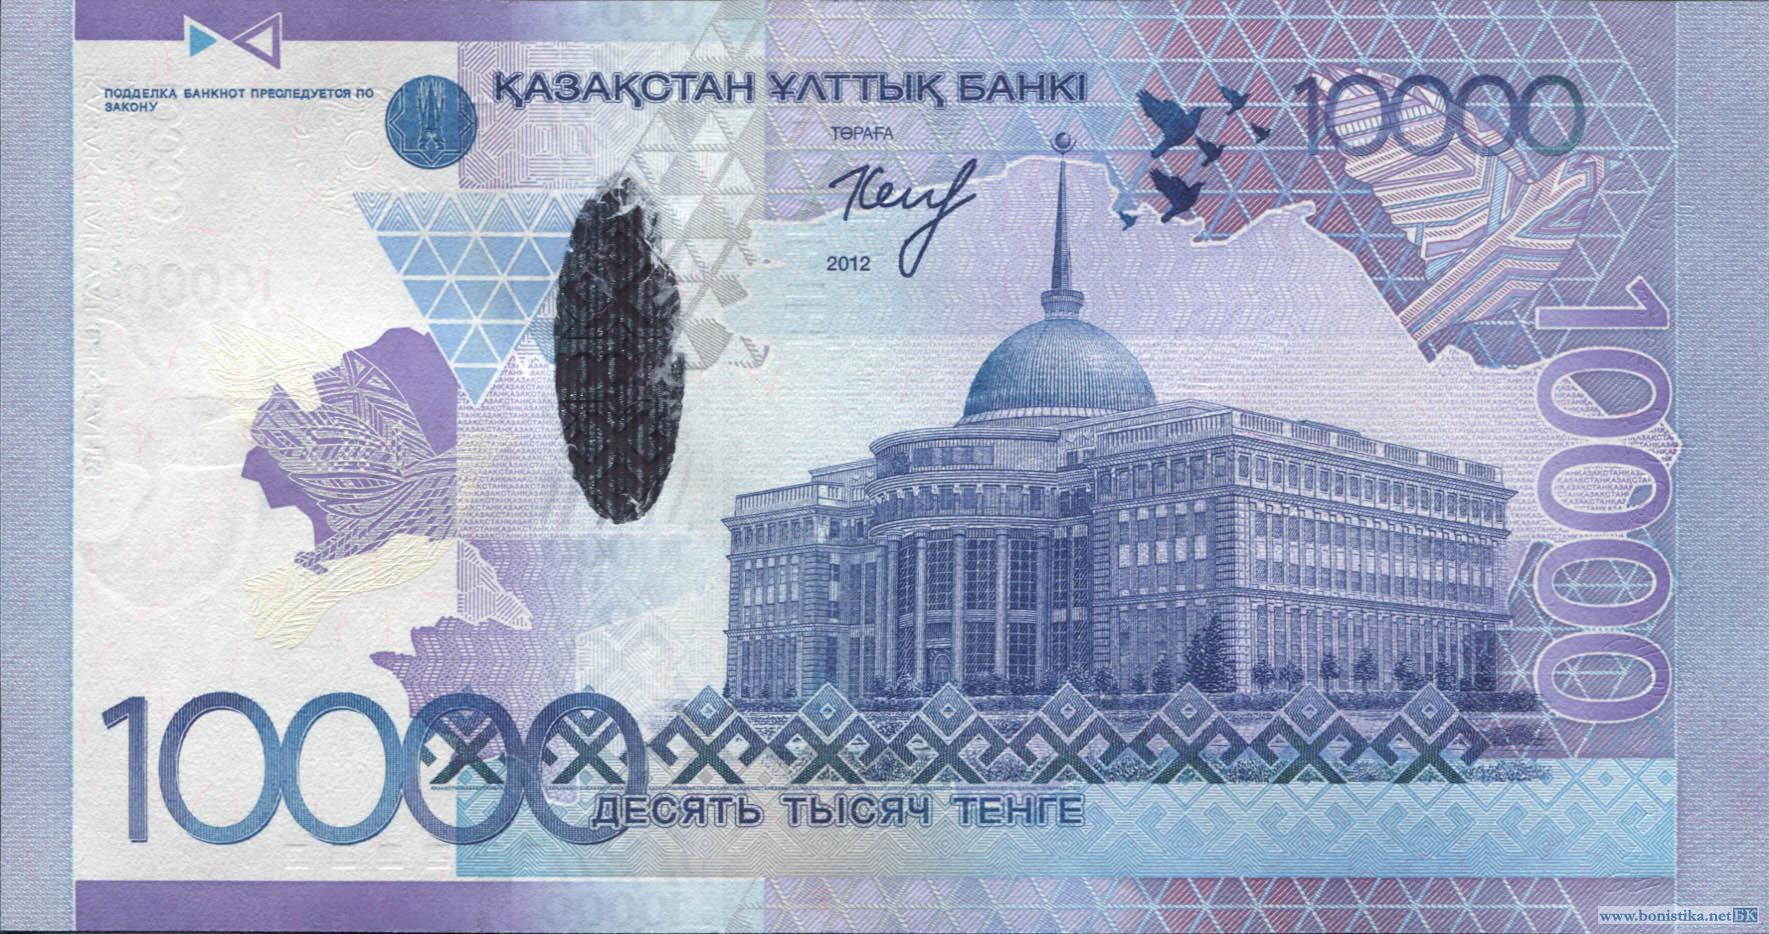 ПОДДЕЛКА БАНКНОТ ПРЕСЛЕДУЕТСЯ ПО
ЗАКОНУ
ҚАЗАҚСТАН ҰЛТТЫҚ БАНКІ
ТӨРАҒА
2012
10000
10000
10000
ДЕСЯТЬ ТЫСЯЧ ТЕНГЕ
www.bonistika.net БК